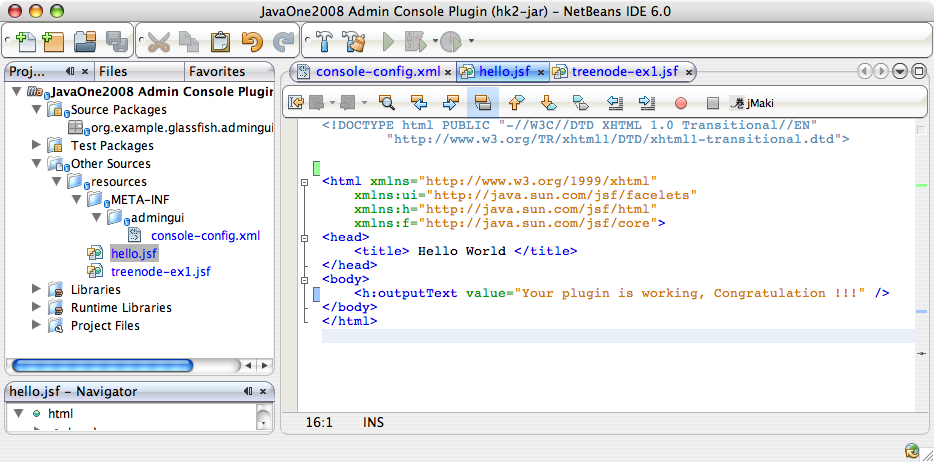 JavaOne2008 Admin Console Plugin (hk2-jar) - NetBeans IDE 6.0
Proj... Files Favorites
JavaOne2008 Admin Console Plugin
Source Packages
org.example.glassfish.admingui
Test Packages
Other Sources
resources
META-INF
admingui
console-config.xml
hello.jsf
treenode-ex1.jsf
Libraries
Runtime Libraries
Project Files
hello.jsf - Navigator
html
console-config.xml hello.jsf treenode-ex1.jsf
jMaki
<!DOCTYPE html PUBLIC "-//W3C//DTD XHTML 1.0 Transitional//EN"
"http://www.w3.org/TR/xhtml1/DTD/xhtml1-transitional.dtd">
<html xmlns="http://www.w3.org/1999/xhtml"
xmlns:ui="http://java.sun.com/jsf/facelets"
xmlns:h="http://java.sun.com/jsf/html"
xmlns:f="http://java.sun.com/jsf/core">
<head>
<title> Hello World </title>
</head>
<body>
<h:outputText value="Your plugin is working, Congratulation !!!" />
</body>
</html>
16:1 INS